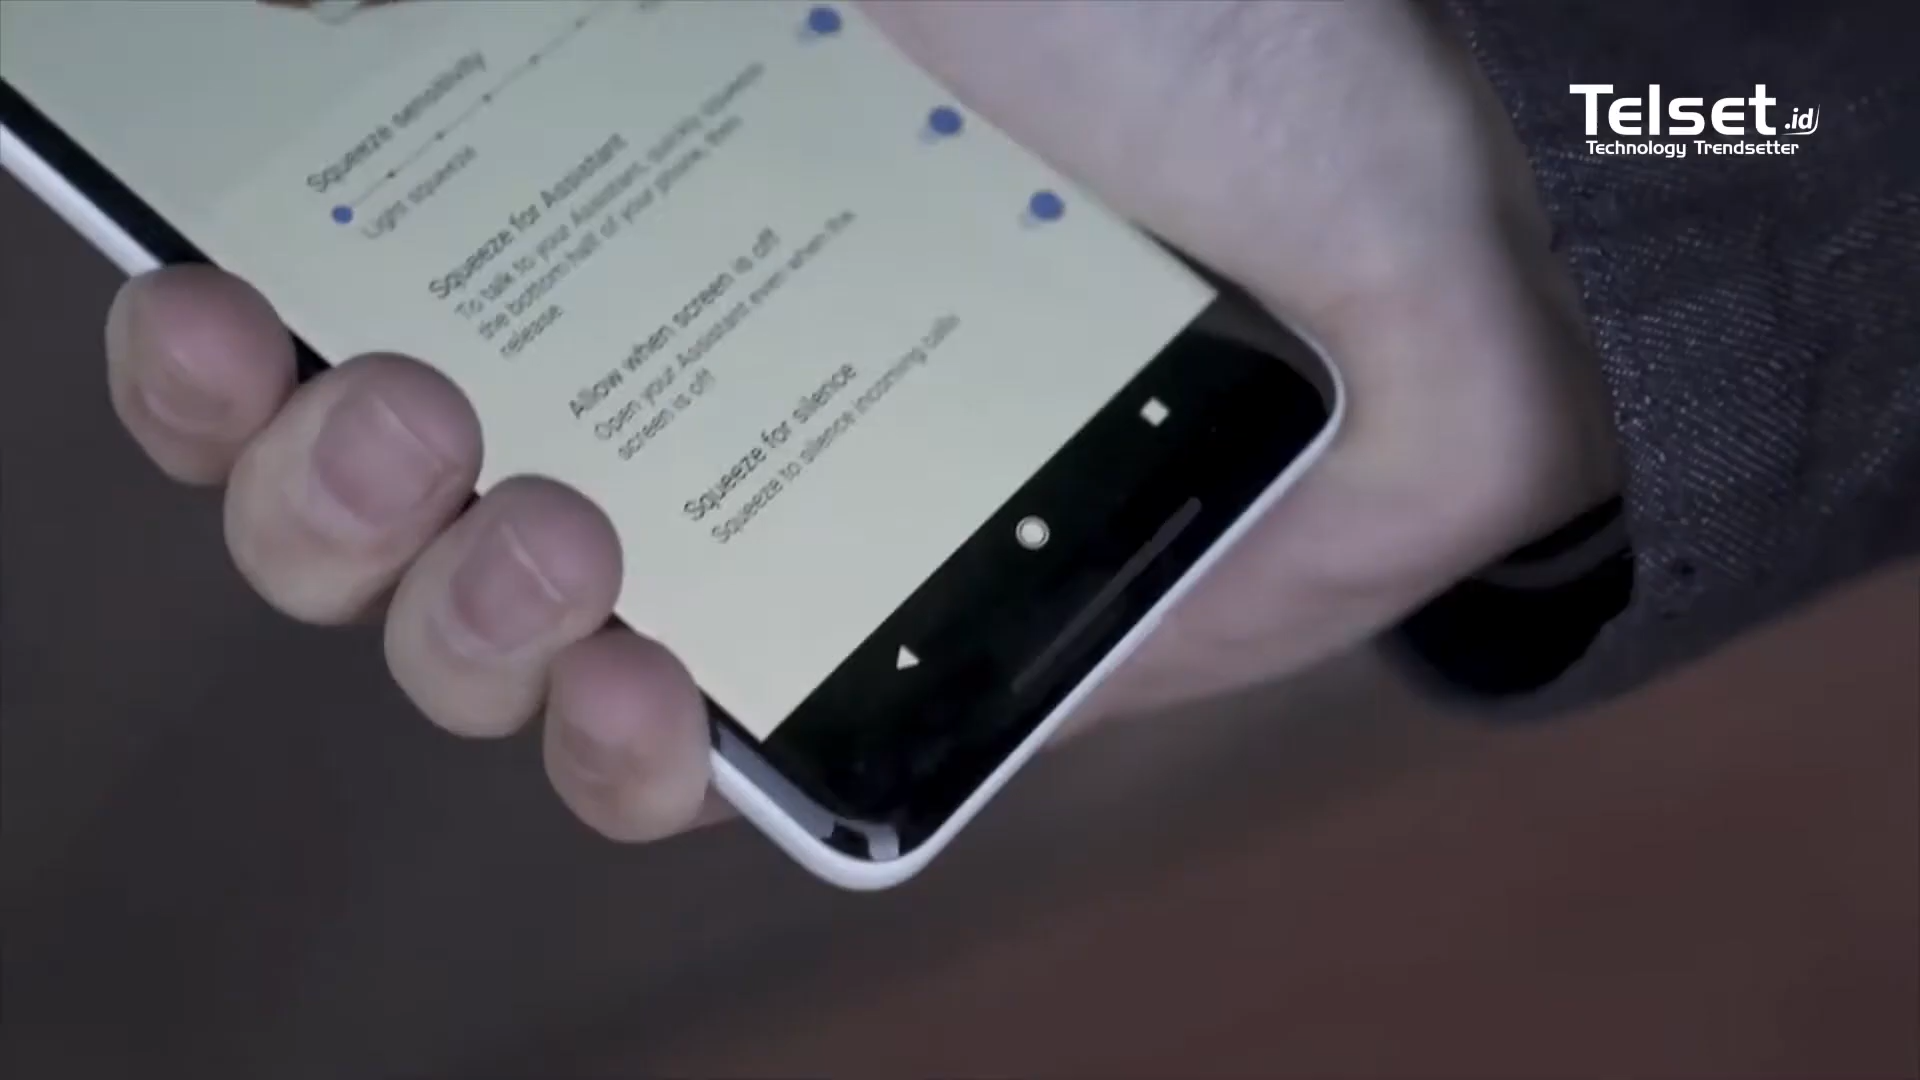 Telset.id
Technology Trendsetter
Squeeze sensitivity
Light squeeze
Squeeze for Assistant
To talk to your Assistant, quickly squeeze
the bottom half of your phone, then
release
Allow when screen is off
Open your Assistant even when the
screen is off
Squeeze for silence
Squeeze to silence incoming calls